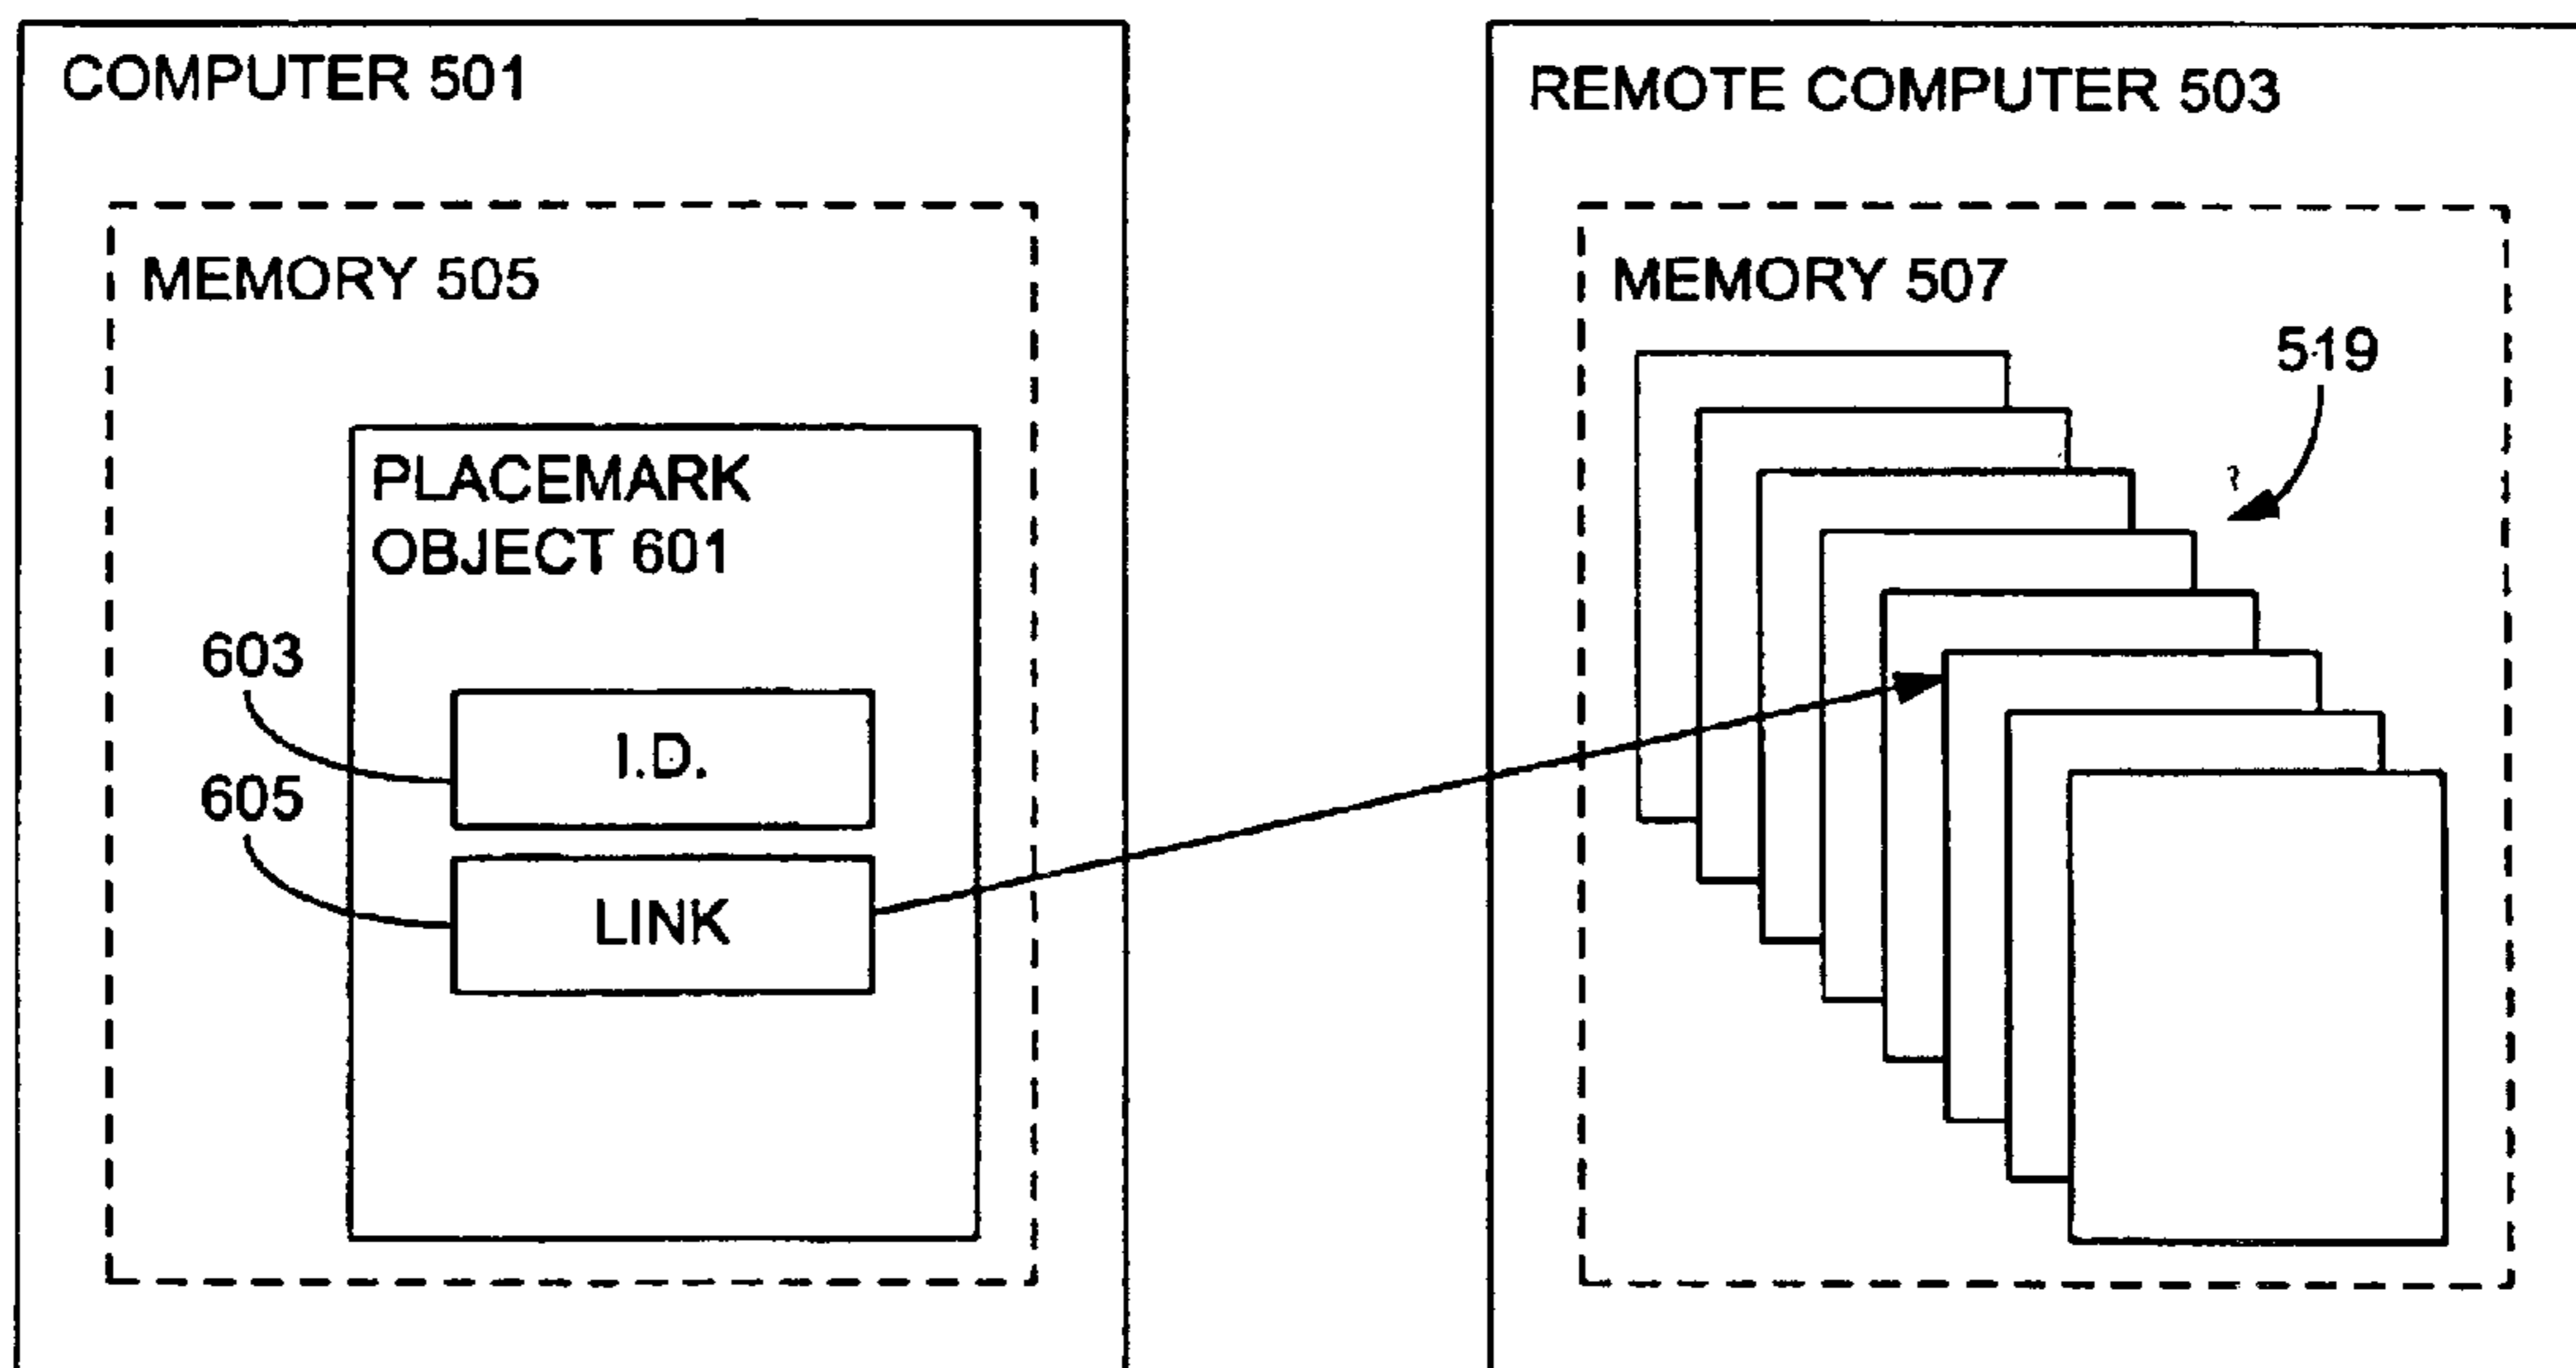 COMPUTER 501
MEMORY 505
PLACEMARK
OBJECT 601
603
I.D.
605
LINK
REMOTE COMPUTER 503
MEMORY 507
519